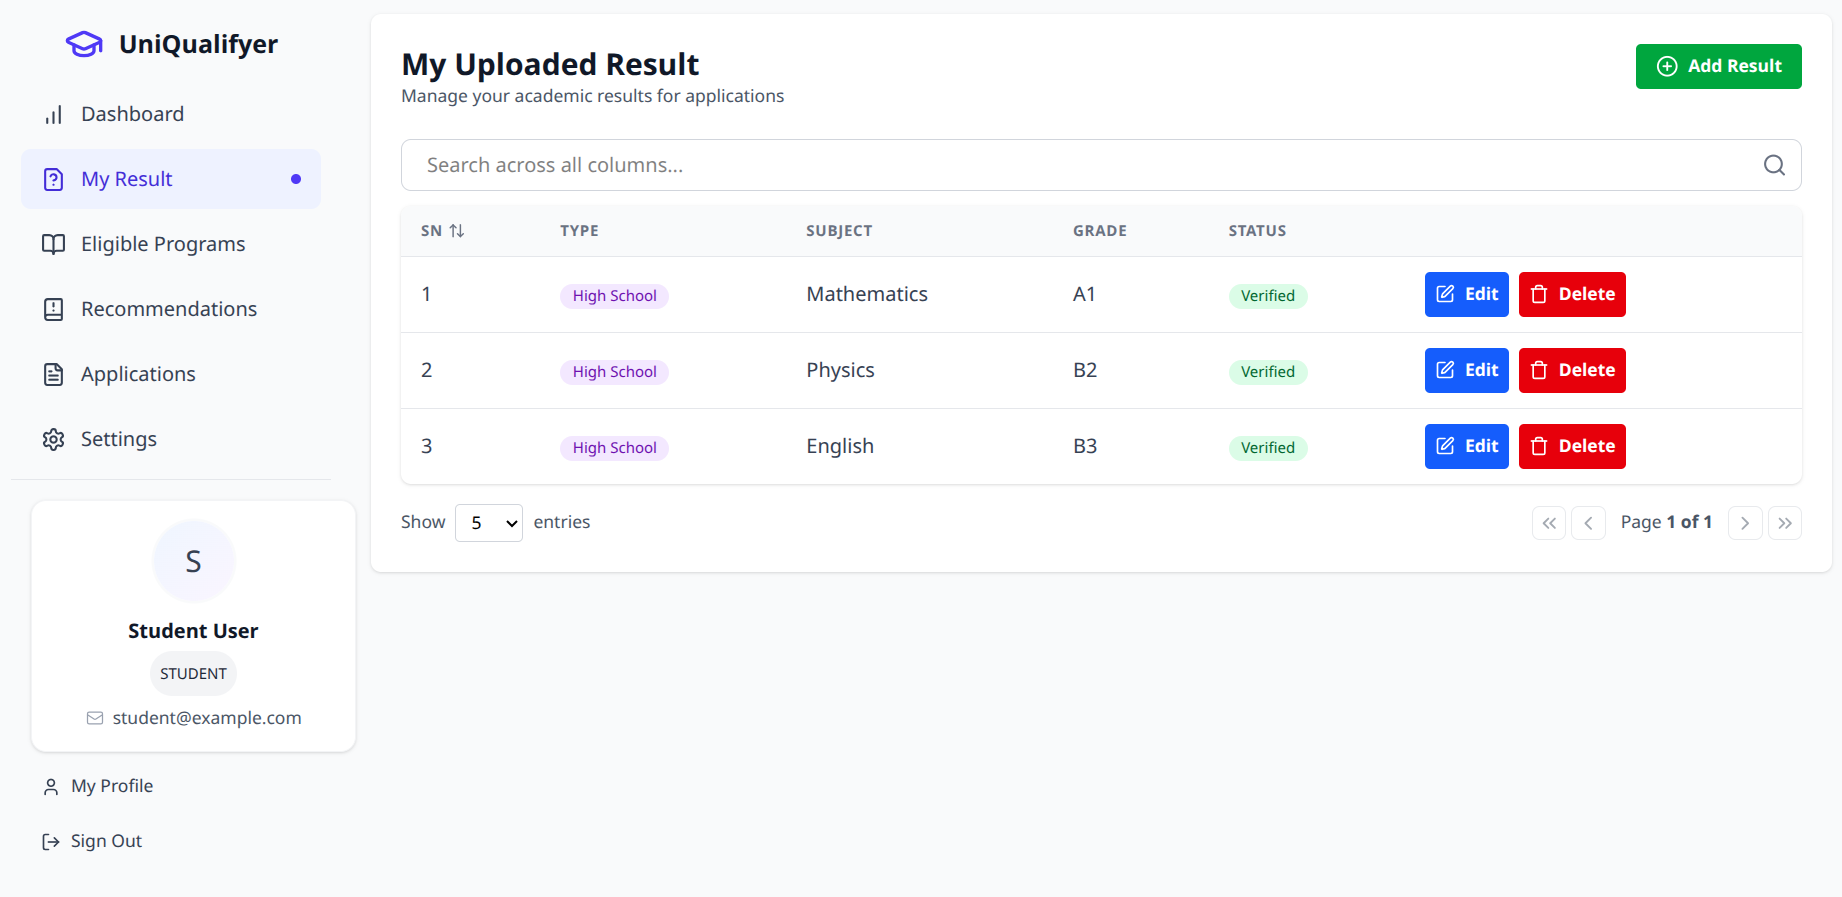 UniQualifyer
Dashboard
My Result
Eligible Programs
Recommendations
Applications
Settings
S
Student User
STUDENT
student@example.com
My Profile
Sign Out
My Uploaded Result
Manage your academic results for applications
Add Result
Search across all columns...
SN TYPE SUBJECT GRADE STATUS
1 High School Mathematics A1 Verified Edit Delete
2 High School Physics B2 Verified Edit Delete
3 High School English B3 Verified Edit Delete
Show 5 entries Page 1 of 1